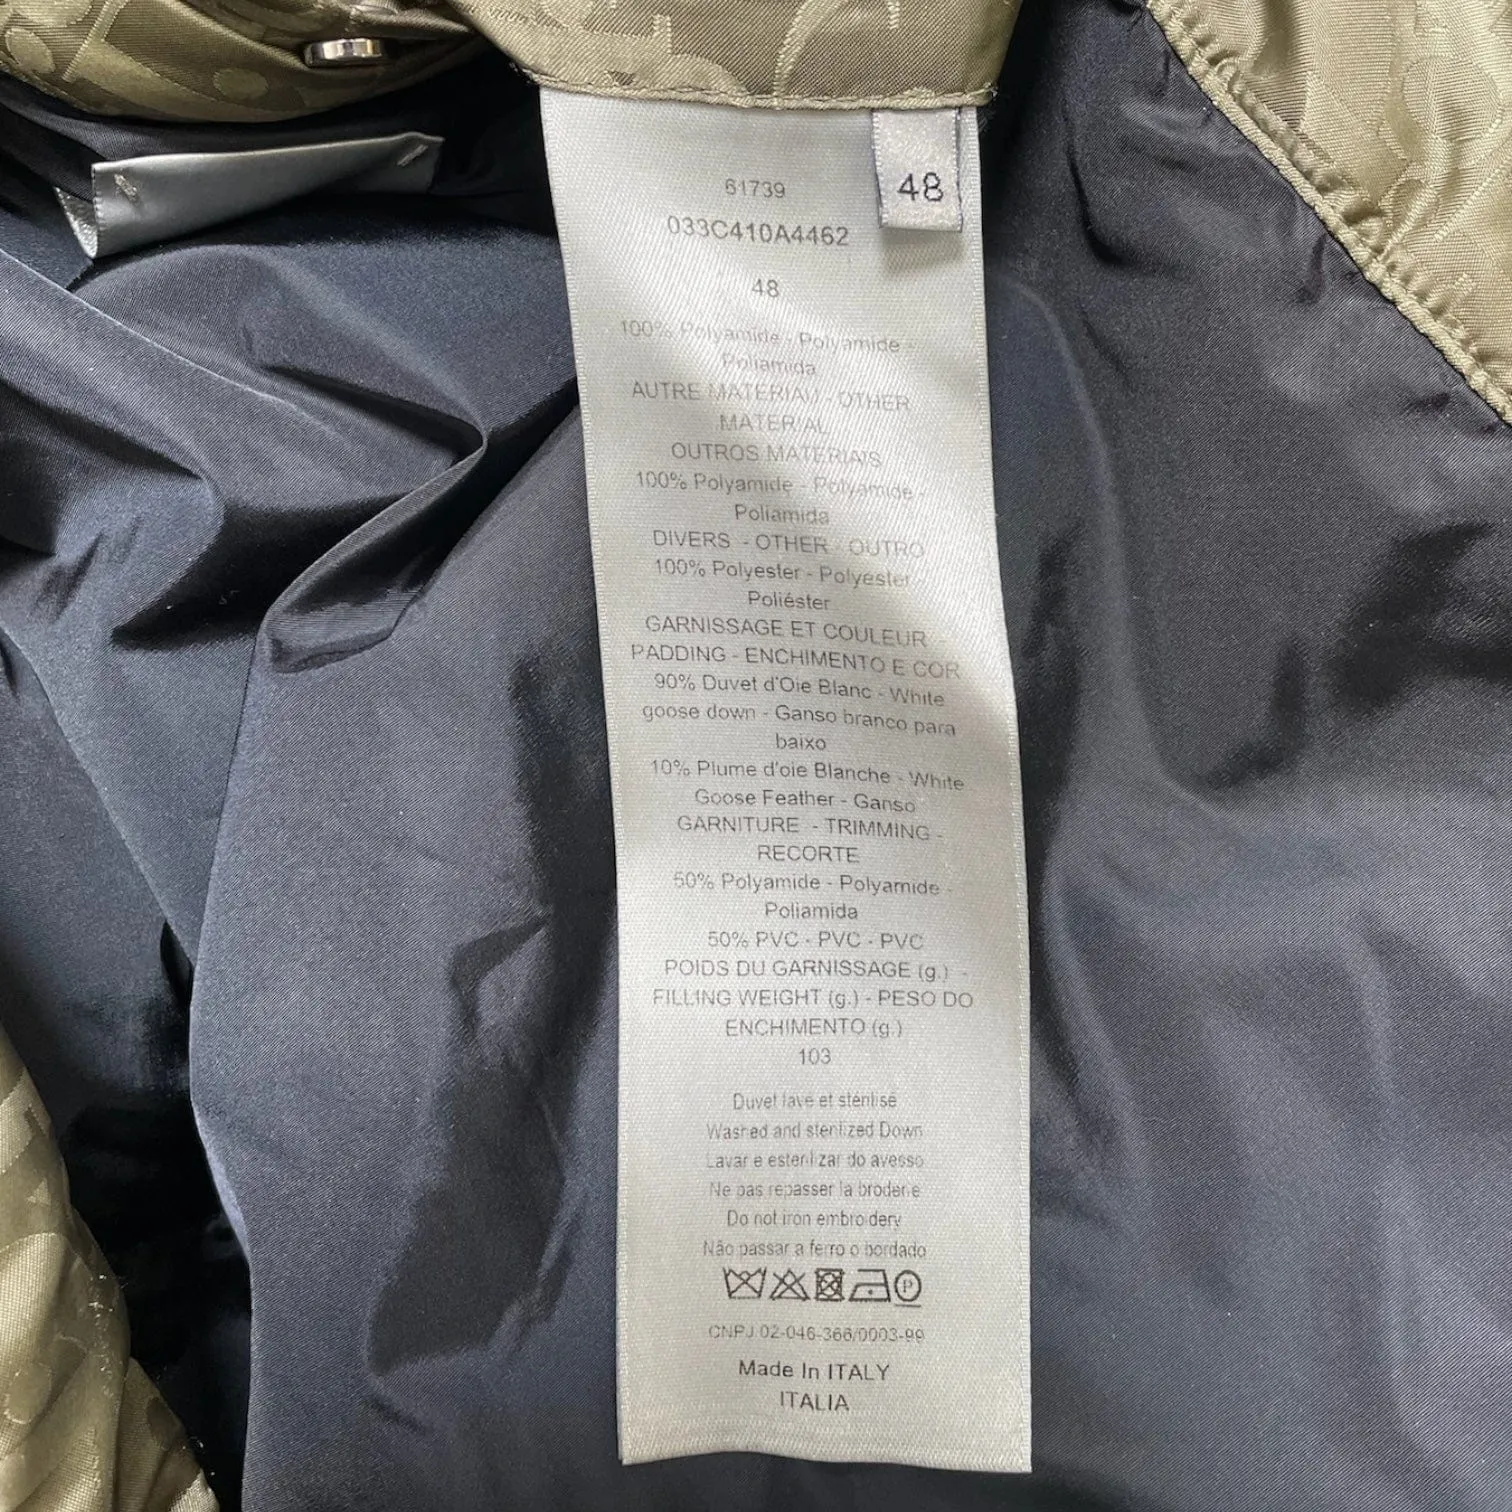 61739
48
033C410A4462
48
100% Polyamide - Polyamide -
Poliamida
AUTRE MATERIAU - OTHER
MATERIAL
OUTROS MATERIAIS
100% Polyamide - Polyamide -
Poliamida
DIVERS - OTHER - OUTRO
100% Polyester - Polyester -
Poliéster
GARNISSAGE ET COULEUR -
PADDING - ENCHIMENTO E COR
90% Duvet d'Oie Blanc - White
goose down - Ganso branco para
baixo
10% Plume d'oie Blanche - White
Goose Feather - Ganso
GARNITURE - TRIMMING -
RECORTE
50% Polyamide - Polyamide -
Poliamida
50% PVC - PVC - PVC
POIDS DU GARNISSAGE (g.) -
FILLING WEIGHT (g.) - PESO DO
ENCHIMENTO (g.)
103
Duvet lavé et stérilisé
Washed and sterilized Down
Lavar e esterilizar do avesso
Ne pas repasser la broderie
Do not iron embroidery
Não passar a ferro o bordado
P
CNPJ 02-046-366/0003-99
Made In ITALY
ITALIA